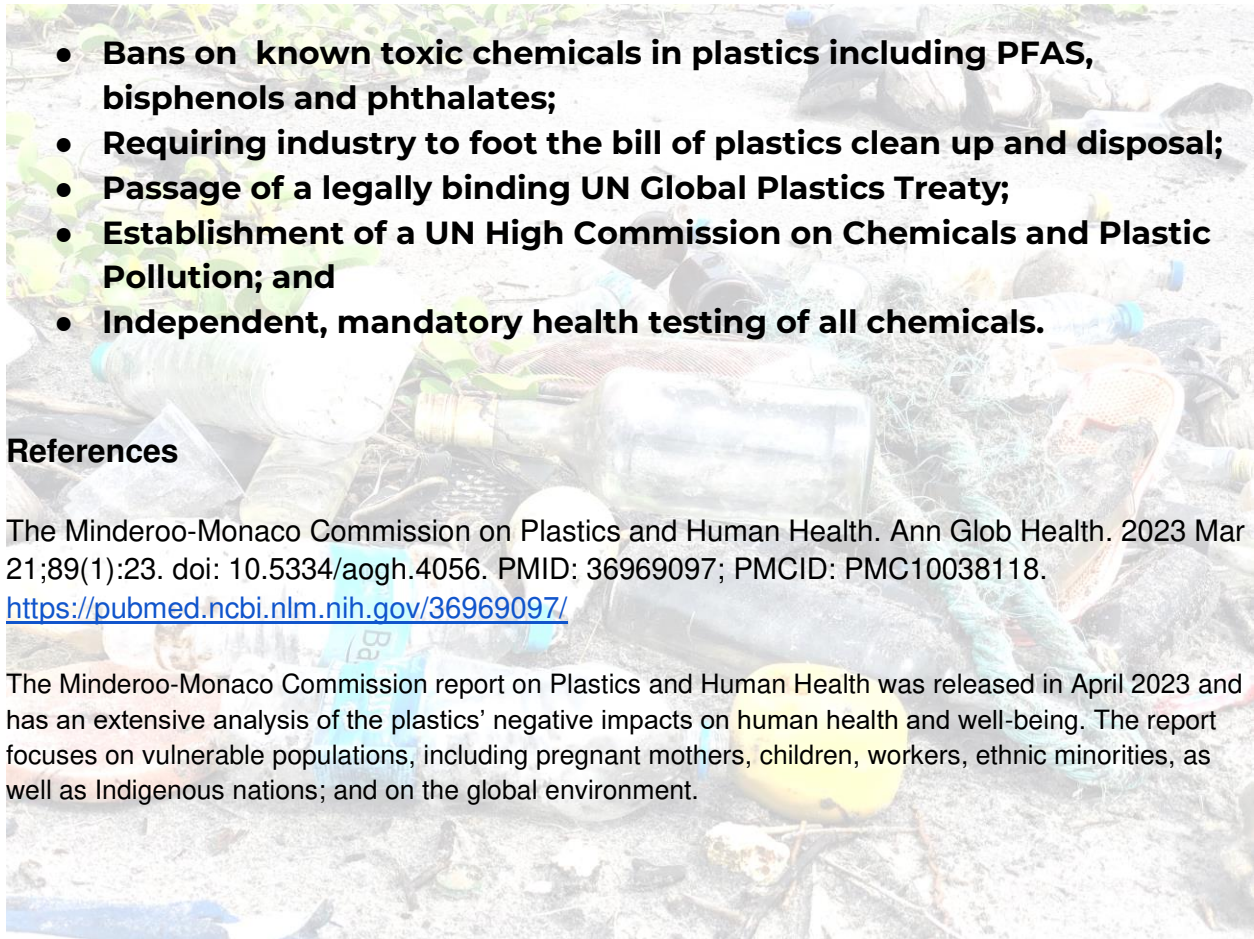 ● Bans on known toxic chemicals in plastics including PFAS,
bisphenols and phthalates;
● Requiring industry to foot the bill of plastics clean up and disposal;
● Passage of a legally binding UN Global Plastics Treaty;
● Establishment of a UN High Commission on Chemicals and Plastic
Pollution; and
● Independent, mandatory health testing of all chemicals.
References
The Minderoo-Monaco Commission on Plastics and Human Health. Ann Glob Health. 2023 Mar
21;89(1):23. doi: 10.5334/aogh.4056. PMID: 36969097; PMCID: PMC10038118.
https://pubmed.ncbi.nlm.nih.gov/36969097/
Ba
The Minderoo-Monaco Commission report on Plastics and Human Health was released in April 2023 and
has an extensive analysis of the plastics' negative impacts on human health and well-being. The report
focuses on vulnerable populations, including pregnant mothers, children, workers, ethnic minorities, as
well as Indigenous nations; and on the global environment.